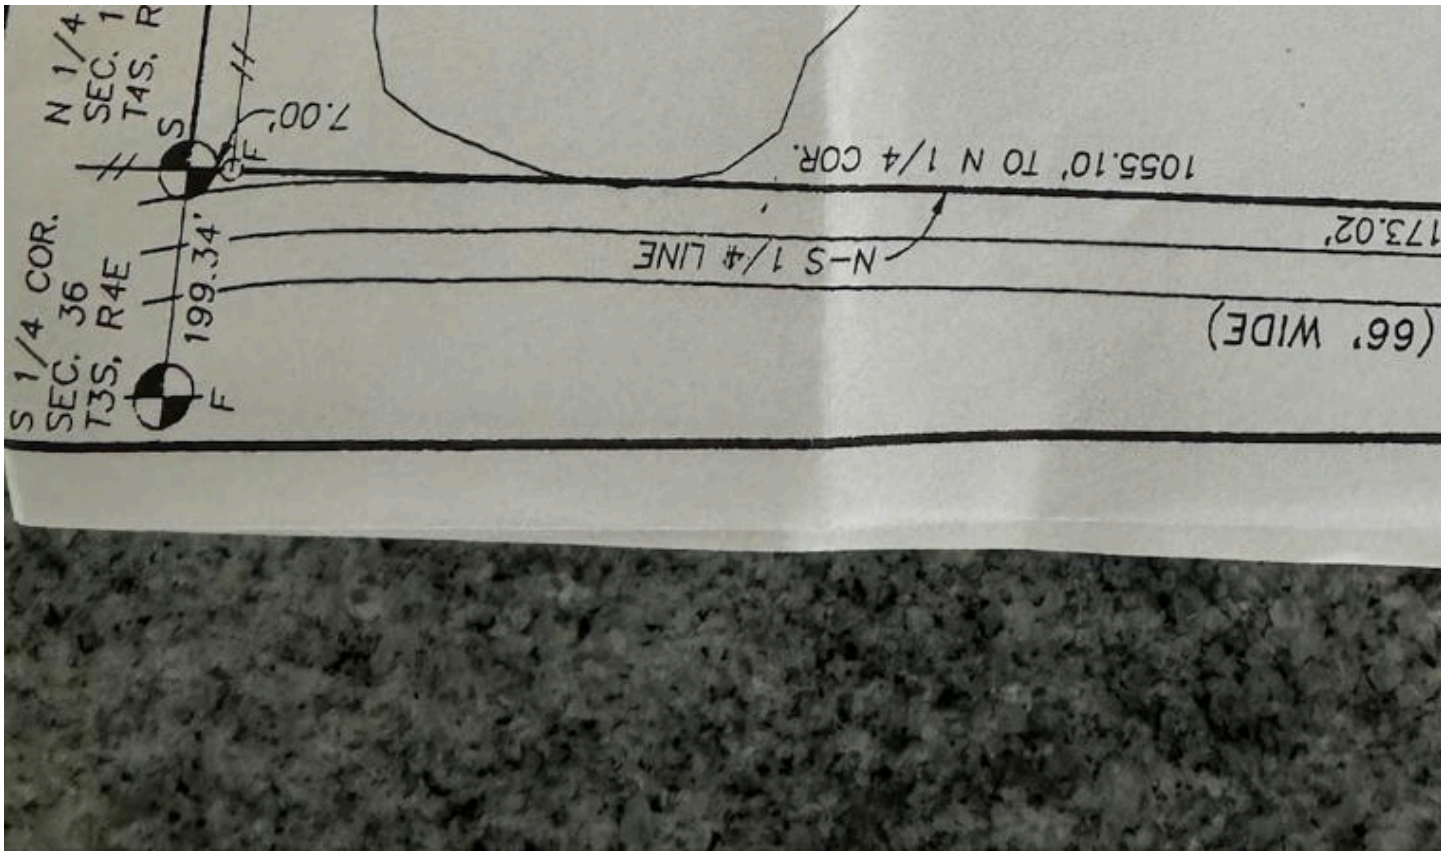 N 1/4
SEC. 1
T4S, R
S
7.00'
F
1055.10' TO N 1/4 COR.
173.02'
N-S 1/4 LINE
(66' WIDE)
S 1/4 COR.
SEC. 36
T3S, R4E
199.34'
F